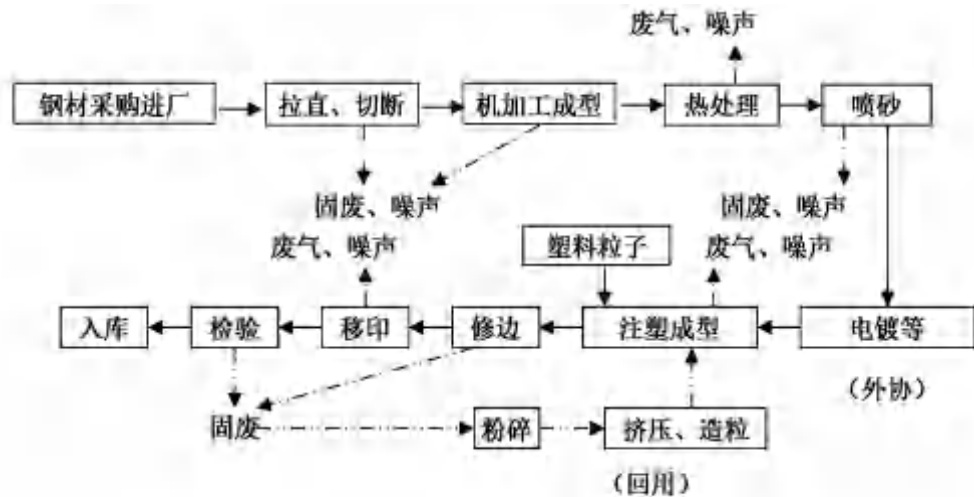 废气、噪声
钢材采购进厂
拉直、切断
机加工成型
热处理
喷砂
固废、噪声
固废、噪声
废气、噪声
塑料粒子
废气、噪声
入库
检验
移印
修边
注塑成型
电镀等
（外协）
固废
粉碎
挤压、造粒
（回用）